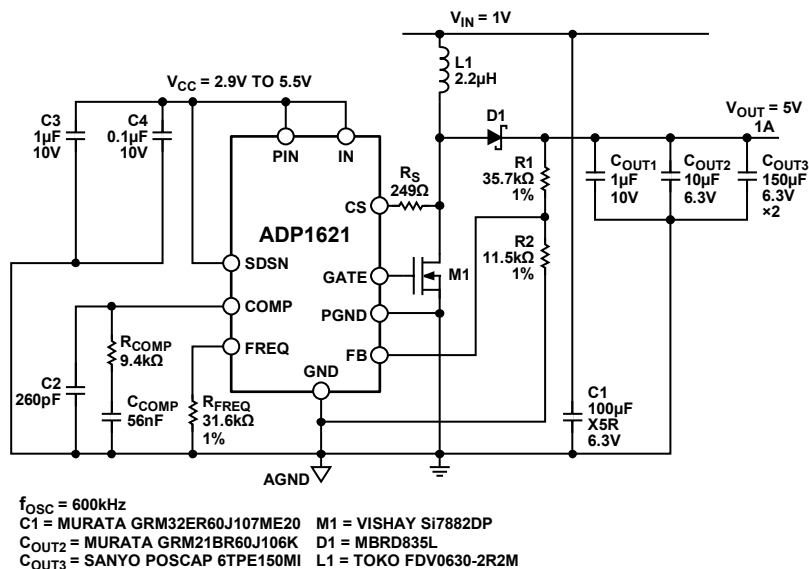 V_IN = 1V
L1
2.2µH
V_CC = 2.9V TO 5.5V
C3
1µF
10V
C4
0.1µF
10V
PIN
IN
D1
V_OUT = 5V
1A
R_S
249Ω
CS
R1
35.7kΩ
1%
C_OUT1
1µF
10V
C_OUT2
10µF
6.3V
C_OUT3
150µF
6.3V
×2
ADP1621
SDSN
GATE
M1
R2
11.5kΩ
1%
COMP
PGND
R_COMP
9.4kΩ
FREQ
FB
GND
C2
260pF
C_COMP
56nF
R_FREQ
31.6kΩ
1%
C1
100µF
X5R
6.3V
AGND
f_OSC = 600kHz
C1 = MURATA GRM32ER60J107ME20 M1 = VISHAY Si7882DP
C_OUT2 = MURATA GRM21BR60J106K D1 = MBRD835L
C_OUT3 = SANYO POSCAP 6TPE150MI L1 = TOKO FDV0630-2R2M